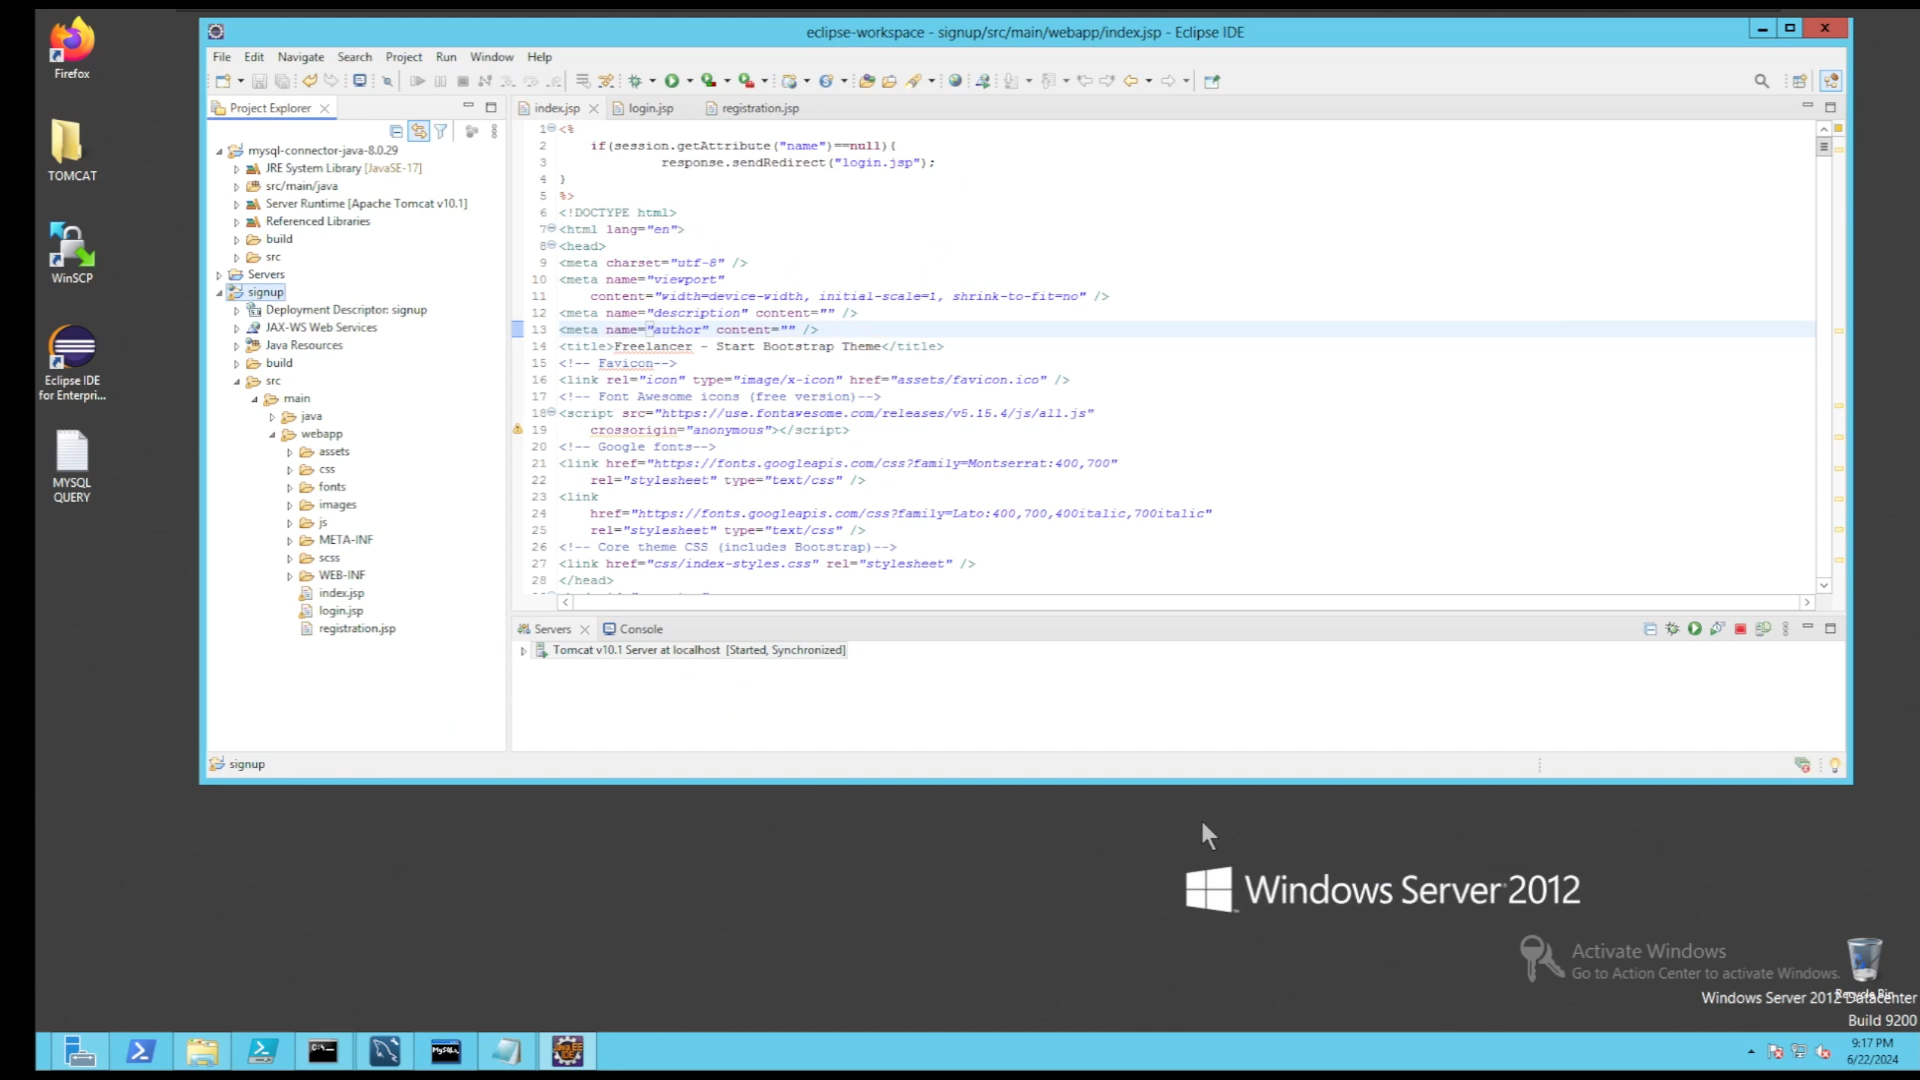 eclipse-workspace - signup/src/main/webapp/index.jsp - Eclipse IDE
File Edit Navigate Search Project Run Window Help
Firefox
TOMCAT
WinSCP
Eclipse IDE
for Enterpri...
MYSQL
QUERY
Project Explorer
mysql-connector-java-8.0.29
JRE System Library [JavaSE-17]
src/main/java
Server Runtime [Apache Tomcat v10.1]
Referenced Libraries
build
src
Servers
signup
Deployment Descriptor: signup
JAX-WS Web Services
Java Resources
build
src
main
java
webapp
assets
css
fonts
images
js
META-INF
scss
WEB-INF
index.jsp
login.jsp
registration.jsp
index.jsp login.jsp registration.jsp
1 <%
2 if(session.getAttribute("name")==null){
3 response.sendRedirect("login.jsp");
4 }
5 %>
6 <!DOCTYPE html>
7 <html lang="en">
8 <head>
9 <meta charset="utf-8" />
10 <meta name="viewport"
11 content="width=device-width, initial-scale=1, shrink-to-fit=no" />
12 <meta name="description" content="" />
13 <meta name="author" content="" />
14 <title>Freelancer - Start Bootstrap Theme</title>
15 <!-- Favicon-->
16 <link rel="icon" type="image/x-icon" href="assets/favicon.ico" />
17 <!-- Font Awesome icons (free version)-->
18 <script src="https://use.fontawesome.com/releases/v5.15.4/js/all.js"
19 crossorigin="anonymous"></script>
20 <!-- Google fonts-->
21 <link href="https://fonts.googleapis.com/css?family=Montserrat:400,700"
22 rel="stylesheet" type="text/css" />
23 <link
24 href="https://fonts.googleapis.com/css?family=Lato:400,700,400italic,700italic"
25 rel="stylesheet" type="text/css" />
26 <!-- Core theme CSS (includes Bootstrap)-->
27 <link href="css/index-styles.css" rel="stylesheet" />
28 </head>
Servers Console
Tomcat v10.1 Server at localhost [Started, Synchronized]
signup
Windows Server 2012
Activate Windows
Go to Action Center to activate Windows.
Recycle Bin
Windows Server 2012 Datacenter
Build 9200
9:17 PM
6/22/2024